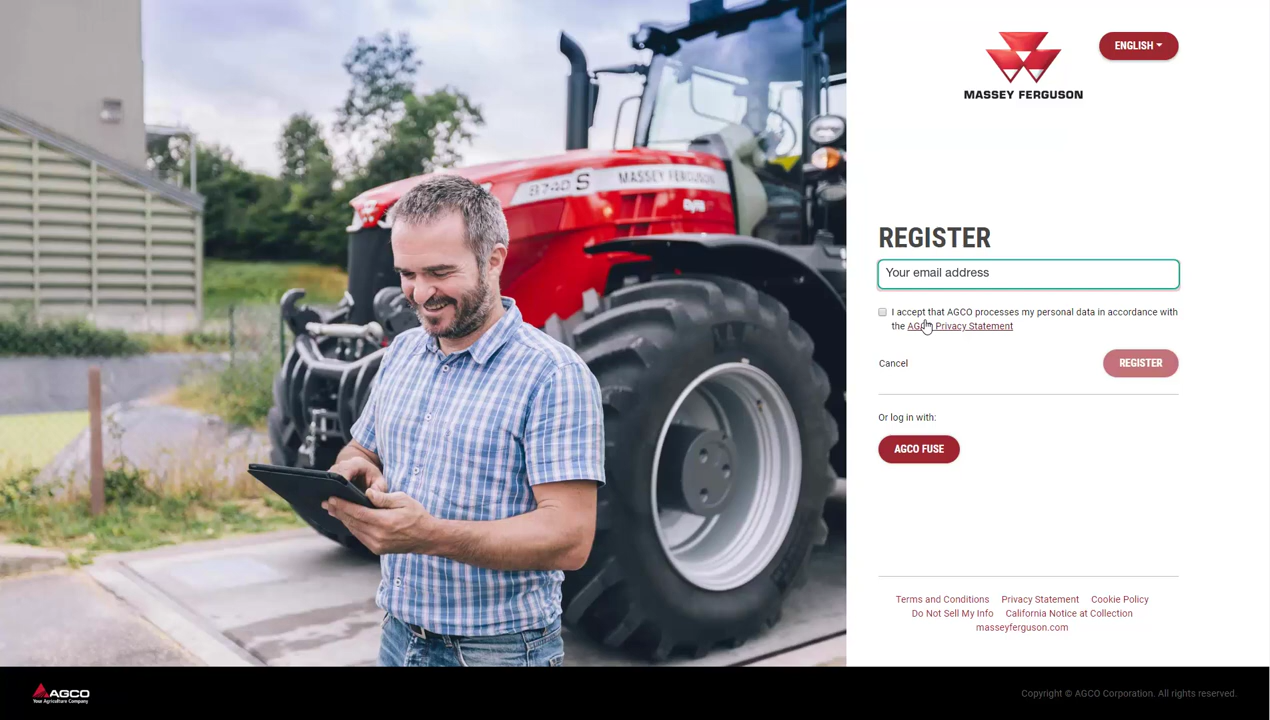 ENGLISH
MASSEY FERGUSON
8740 S MASSEY FERGUSON
REGISTER
Your email address
I accept that AGCO processes my personal data in accordance with
the AGCO Privacy Statement
Cancel REGISTER
Or log in with:
AGCO FUSE
Terms and Conditions Privacy Statement Cookie Policy
Do Not Sell My Info California Notice at Collection
masseyferguson.com
AGCO
Your Agriculture Company
Copyright © AGCO Corporation. All rights reserved.